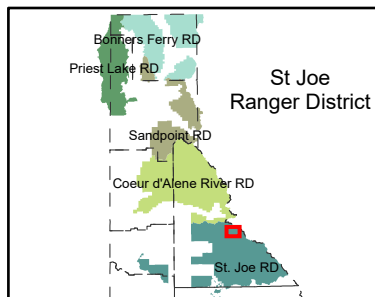 Bonners Ferry RD
Priest Lake RD
St Joe
Ranger District
Sandpoint RD
Coeur d'Alene River RD
St. Joe RD